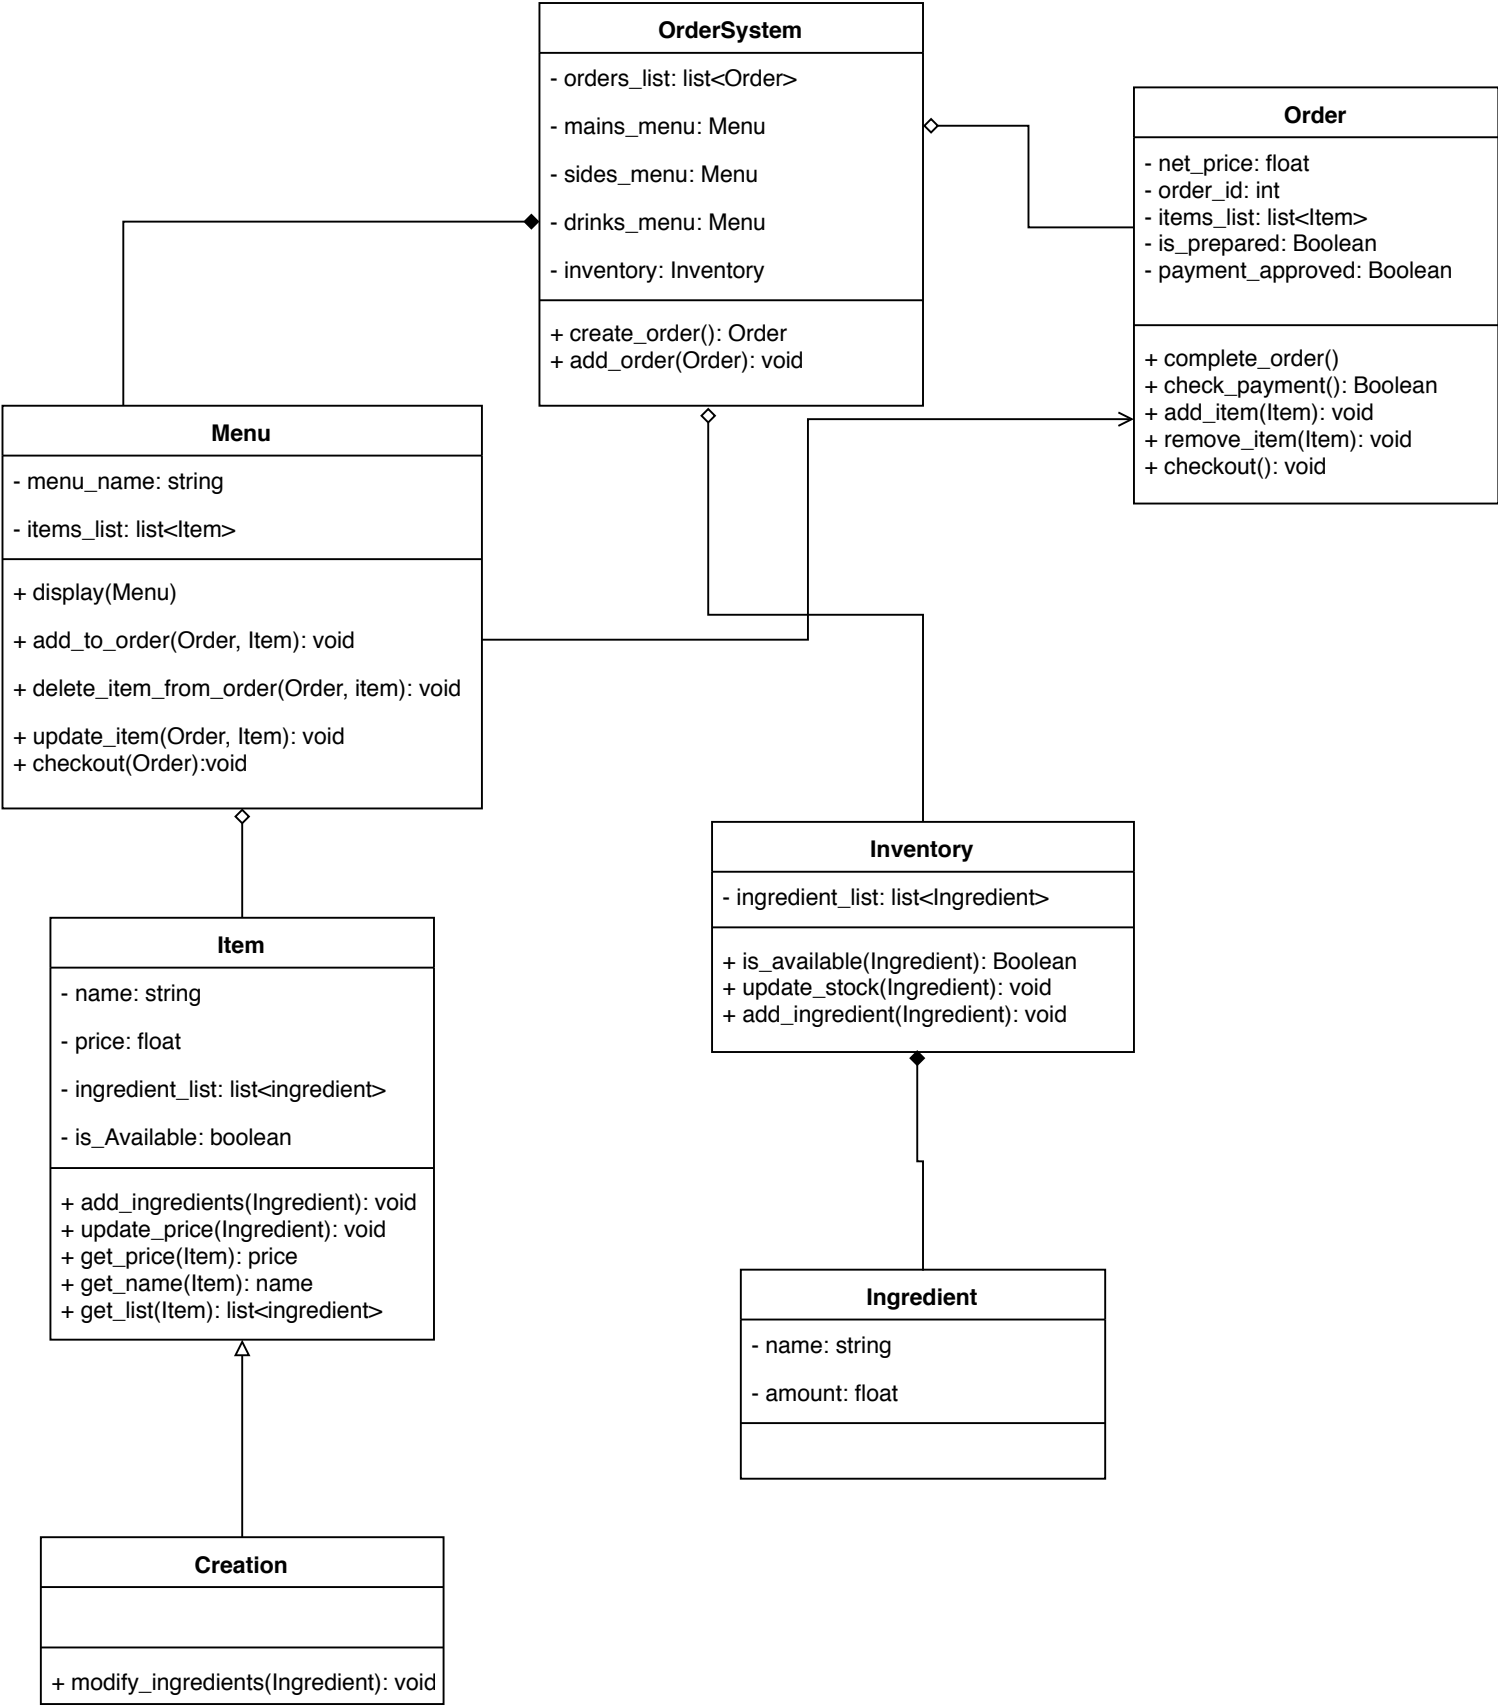 OrderSystem
- orders_list: list<Order>
- mains_menu: Menu
- sides_menu: Menu
- drinks_menu: Menu
- inventory: Inventory
+ create_order(): Order
+ add_order(Order): void
Order
- net_price: float
- order_id: int
- items_list: list<Item>
- is_prepared: Boolean
- payment_approved: Boolean
+ complete_order()
+ check_payment(): Boolean
+ add_item(Item): void
+ remove_item(Item): void
+ checkout(): void
Menu
- menu_name: string
- items_list: list<Item>
+ display(Menu)
+ add_to_order(Order, Item): void
+ delete_item_from_order(Order, item): void
+ update_item(Order, Item): void
+ checkout(Order):void
Inventory
- ingredient_list: list<Ingredient>
+ is_available(Ingredient): Boolean
+ update_stock(Ingredient): void
+ add_ingredient(Ingredient): void
Item
- name: string
- price: float
- ingredient_list: list<ingredient>
- is_Available: boolean
+ add_ingredients(Ingredient): void
+ update_price(Ingredient): void
+ get_price(Item): price
+ get_name(Item): name
+ get_list(Item): list<ingredient>
Ingredient
- name: string
- amount: float
Creation
+ modify_ingredients(Ingredient): void